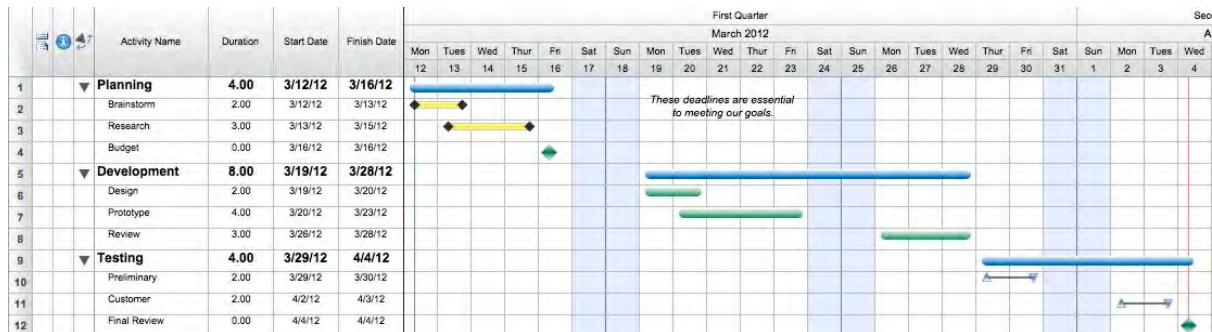 First Quarter Sec
March 2012 A
Activity Name Duration Start Date Finish Date
Mon Tues Wed Thur Fri Sat Sun Mon Tues Wed Thur Fri Sat Sun Mon Tues Wed Thur Fri Sat Sun Mon Tues Wed
12 13 14 15 16 17 18 19 20 21 22 23 24 25 26 27 28 29 30 31 1 2 3 4
1 Planning 4.00 3/12/12 3/16/12
2 Brainstorm 2.00 3/12/12 3/13/12
These deadlines are essential
to meeting our goals.
3 Research 3.00 3/13/12 3/15/12
4 Budget 0.00 3/16/12 3/16/12
5 Development 8.00 3/19/12 3/28/12
6 Design 2.00 3/19/12 3/20/12
7 Prototype 4.00 3/20/12 3/23/12
8 Review 3.00 3/26/12 3/28/12
9 Testing 4.00 3/29/12 4/4/12
10 Preliminary 2.00 3/29/12 3/30/12
11 Customer 2.00 4/2/12 4/3/12
12 Final Review 0.00 4/4/12 4/4/12